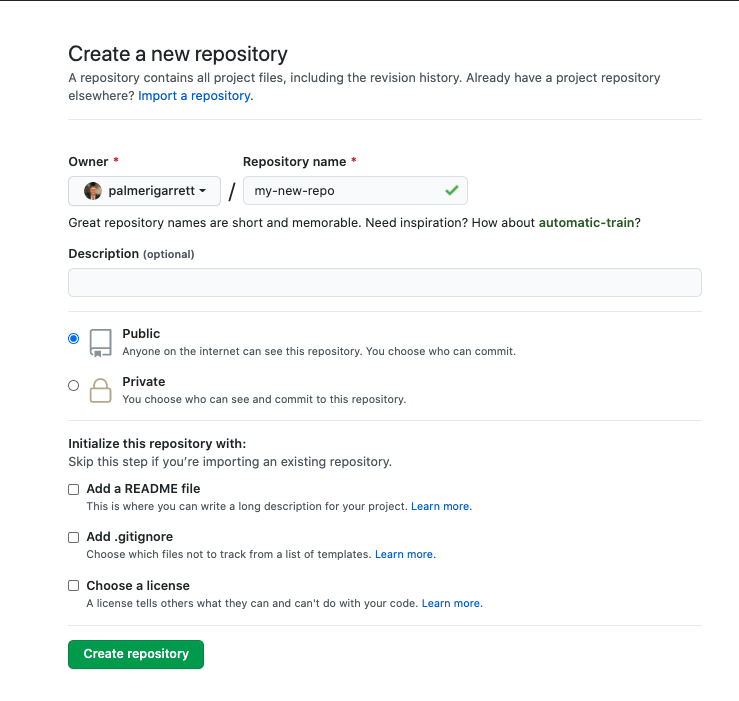 Create a new repository
A repository contains all project files, including the revision history. Already have a project repository
elsewhere? Import a repository.
Owner * Repository name *
palmerigarrett / my-new-repo
Great repository names are short and memorable. Need inspiration? How about automatic-train?
Description (optional)
Public
Anyone on the internet can see this repository. You choose who can commit.
Private
You choose who can see and commit to this repository.
Initialize this repository with:
Skip this step if you’re importing an existing repository.
Add a README file
This is where you can write a long description for your project. Learn more.
Add .gitignore
Choose which files not to track from a list of templates. Learn more.
Choose a license
A license tells others what they can and can't do with your code. Learn more.
Create repository